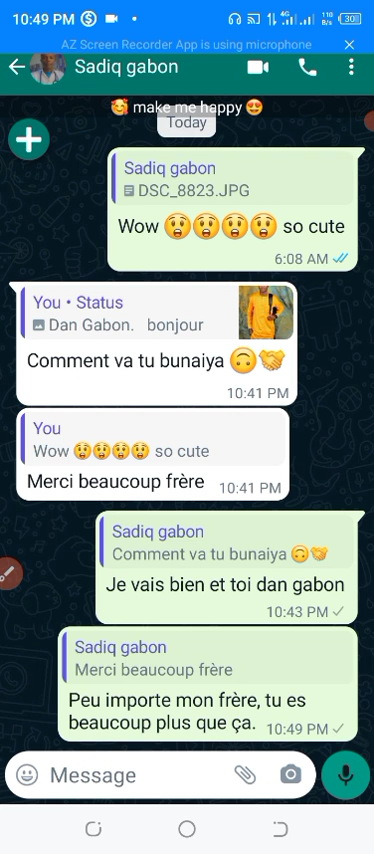 10:49 PM
4G
110 B/s
30
AZ Screen Recorder App is using microphone
Sadiq gabon
🥰 make me happy 😍
Today
Sadiq gabon
DSC_8823.JPG
Wow 😲😲😲😲 so cute
6:08 AM
You • Status
Dan Gabon. bonjour
Comment va tu bunaiya 🙃🤝
10:41 PM
You
Wow 😲😲😲😲 so cute
Merci beaucoup frère 10:41 PM
Sadiq gabon
Comment va tu bunaiya 🙃🤝
Je vais bien et toi dan gabon
10:43 PM
Sadiq gabon
Merci beaucoup frère
Peu importe mon frère, tu es
beaucoup plus que ça. 10:49 PM
Message